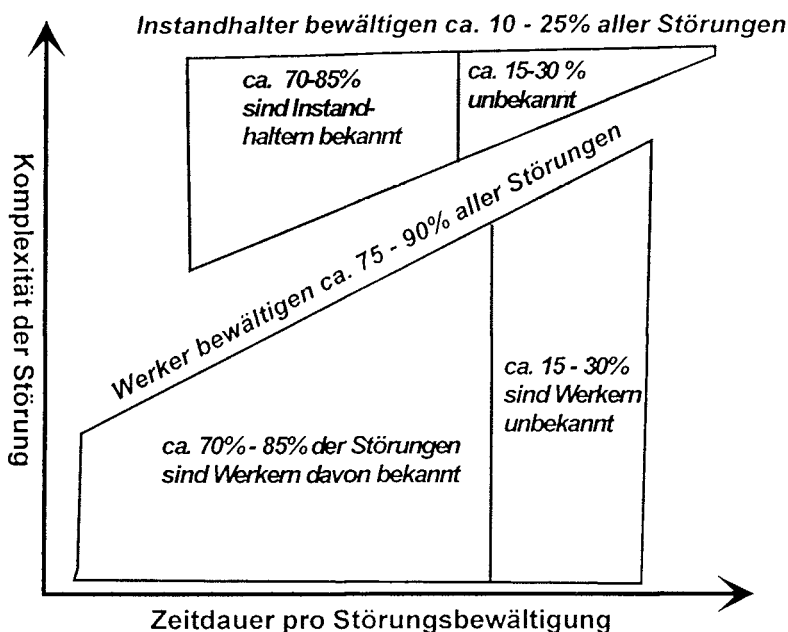 Instandhalter bewältigen ca. 10 - 25% aller Störungen
ca. 70-85%
sind Instand-
haltern bekannt
ca. 15-30 %
unbekannt
Werker bewältigen ca. 75 - 90% aller Störungen
ca. 15 - 30%
sind Werkern
unbekannt
ca. 70% - 85% der Störungen
sind Werkern davon bekannt
Komplexität der Störung
Zeitdauer pro Störungsbewältigung